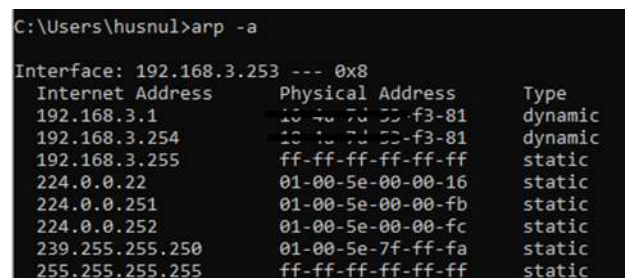 C:\Users\husnul>arp -a
Interface: 192.168.3.253 --- 0x8
Internet Address Physical Address Type
192.168.3.1 f3-81 dynamic
192.168.3.254 -f3-81 dynamic
192.168.3.255 ff-ff-ff-ff-ff-ff static
224.0.0.22 01-00-5e-00-00-16 static
224.0.0.251 01-00-5e-00-00-fb static
224.0.0.252 01-00-5e-00-00-fc static
239.255.255.250 01-00-5e-7f-ff-fa static
255.255.255.255 ff-ff-ff-ff-ff-ff static